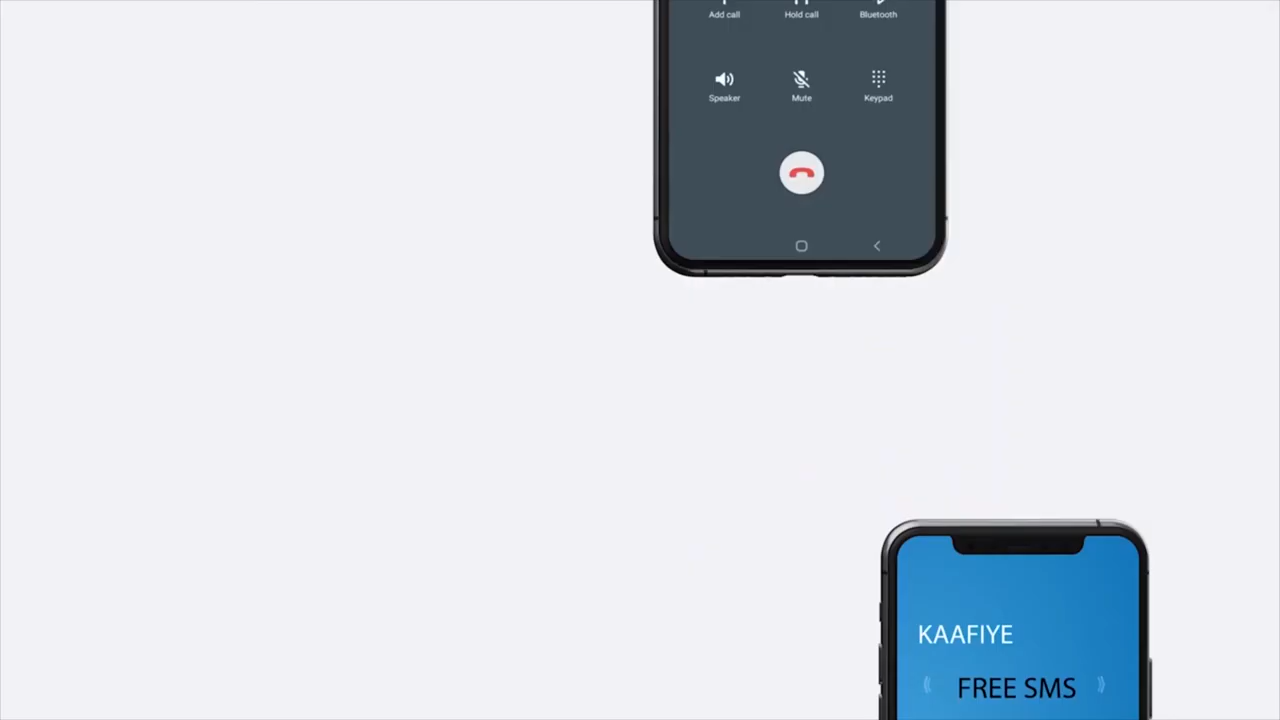 Add call Hold call Bluetooth
Speaker Mute Keypad
KAAFIYE
FREE SMS